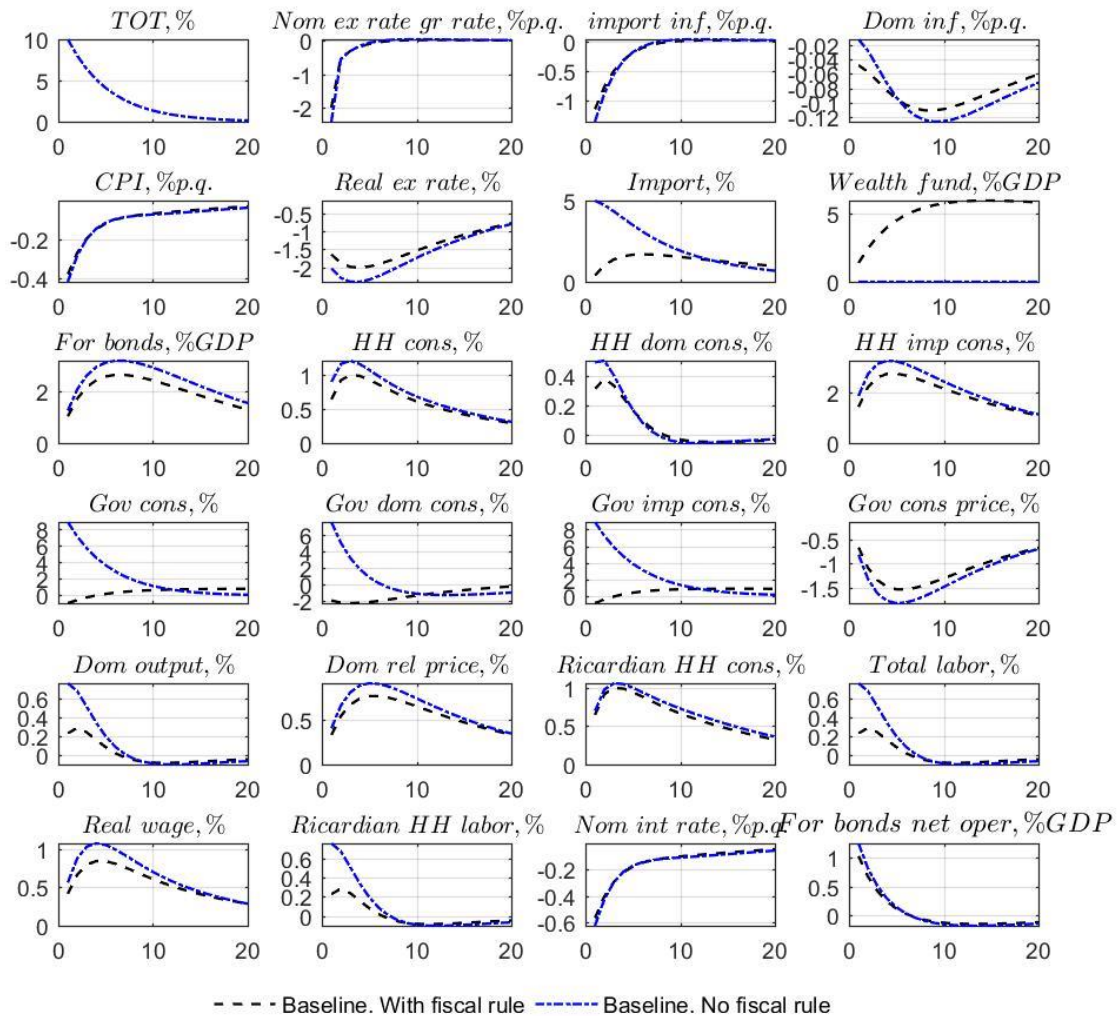 TOT, % Nom ex rate gr rate, %p.q. import inf, %p.q. Dom inf, %p.q.
10
5
0
0 10 20
0
-1
-2
0 10 20
0
-1
0 10 20
-0.02
-0.04
-0.06
-0.08
-0.1
-0.12
0 10 20
CPI, %p.q. Real ex rate, % Import, % Wealth fund, %GDP
-0.2
-0.4
0 10 20
-0.5
-1
-1.5
-2
0 10 20
5
0
0 10 20
5
0
0 10 20
For bonds, %GDP HH cons, % HH dom cons, % HH imp cons, %
2
0
0 10 20
1
0.5
0
0 10 20
0.4
0.2
0
0 10 20
2
0
0 10 20
Gov cons, % Gov dom cons, % Gov imp cons, % Gov cons price, %
8
6
4
2
0
0 10 20
6
4
2
0
-2
0 10 20
8
6
4
2
0
0 10 20
-0.5
-1
-1.5
0 10 20
Dom output, % Dom rel price, % Ricardian HH cons, % Total labor, %
0.6
0.4
0.2
0
0 10 20
0.5
0
0 10 20
1
0.5
0
0 10 20
0.6
0.4
0.2
0
0 10 20
Real wage, % Ricardian HH labor, % Nom int rate, %p.q For bonds net oper, %GDP
1
0.5
0
0 10 20
0.6
0.4
0.2
0
0 10 20
-0.2
-0.4
-0.6
0 10 20
1
0.5
0
0 10 20
Baseline. With fiscal rule Baseline. No fiscal rule